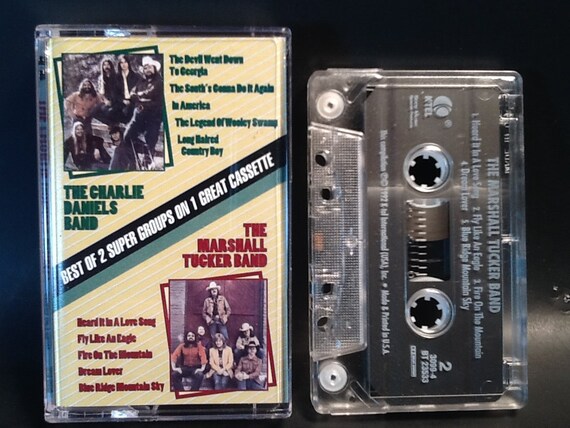 The Devil Went Down
To Georgia
The South's Gonna Do It Again
In America
The Legend Of Wooley Swamp
Long Haired
Country Boy
THE CHARLIE
DANIELS
BAND
BEST OF 2 SUPER GROUPS ON 1 GREAT CASSETTE
THE
MARSHALL
TUCKER BAND
Heard It In A Love Song
Fly Like An Eagle
Fire On The Mountain
Dream Lover
Blue Ridge Mountain Sky
K-TEL
THE MARSHALL TUCKER BAND
1. Heard It In A Love Song 2. Fly Like An Eagle 3. Fire On The Mountain
4. Dream Lover 5. Blue Ridge Mountain Sky
Made & Printed in U.S.A.
2
3095-4